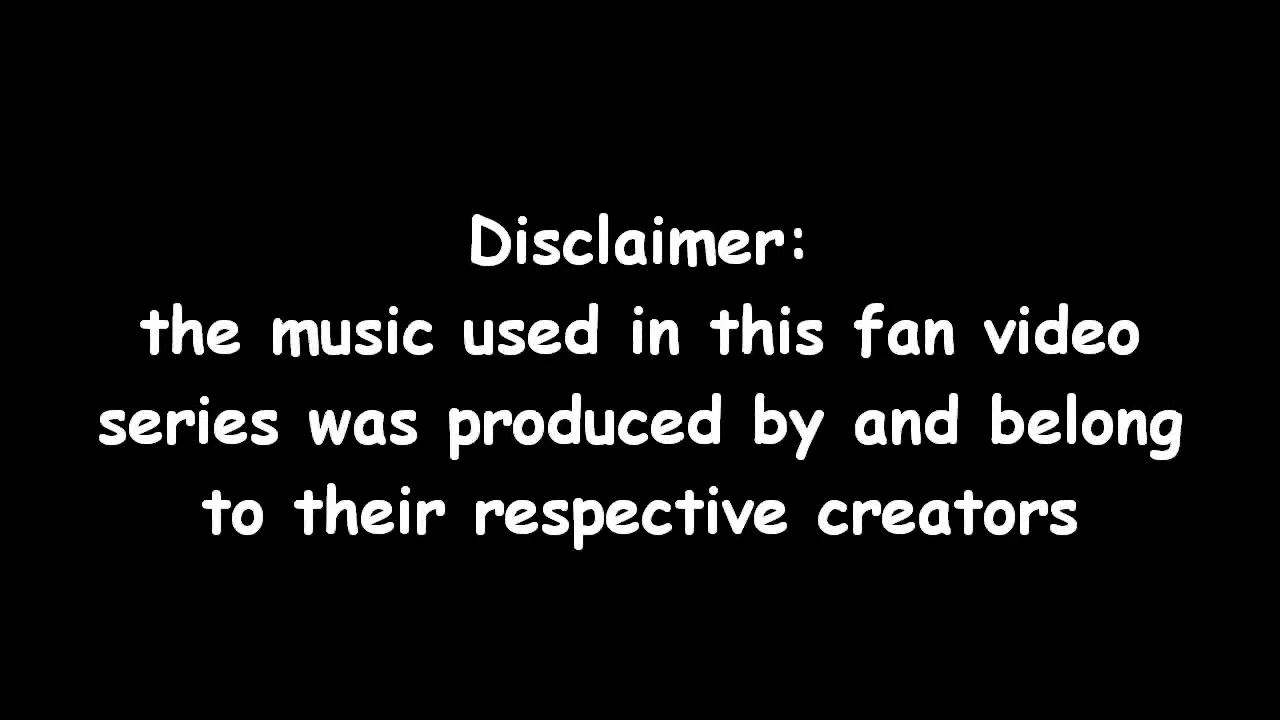 Disclaimer:
the music used in this fan video
series was produced by and belong
to their respective creators